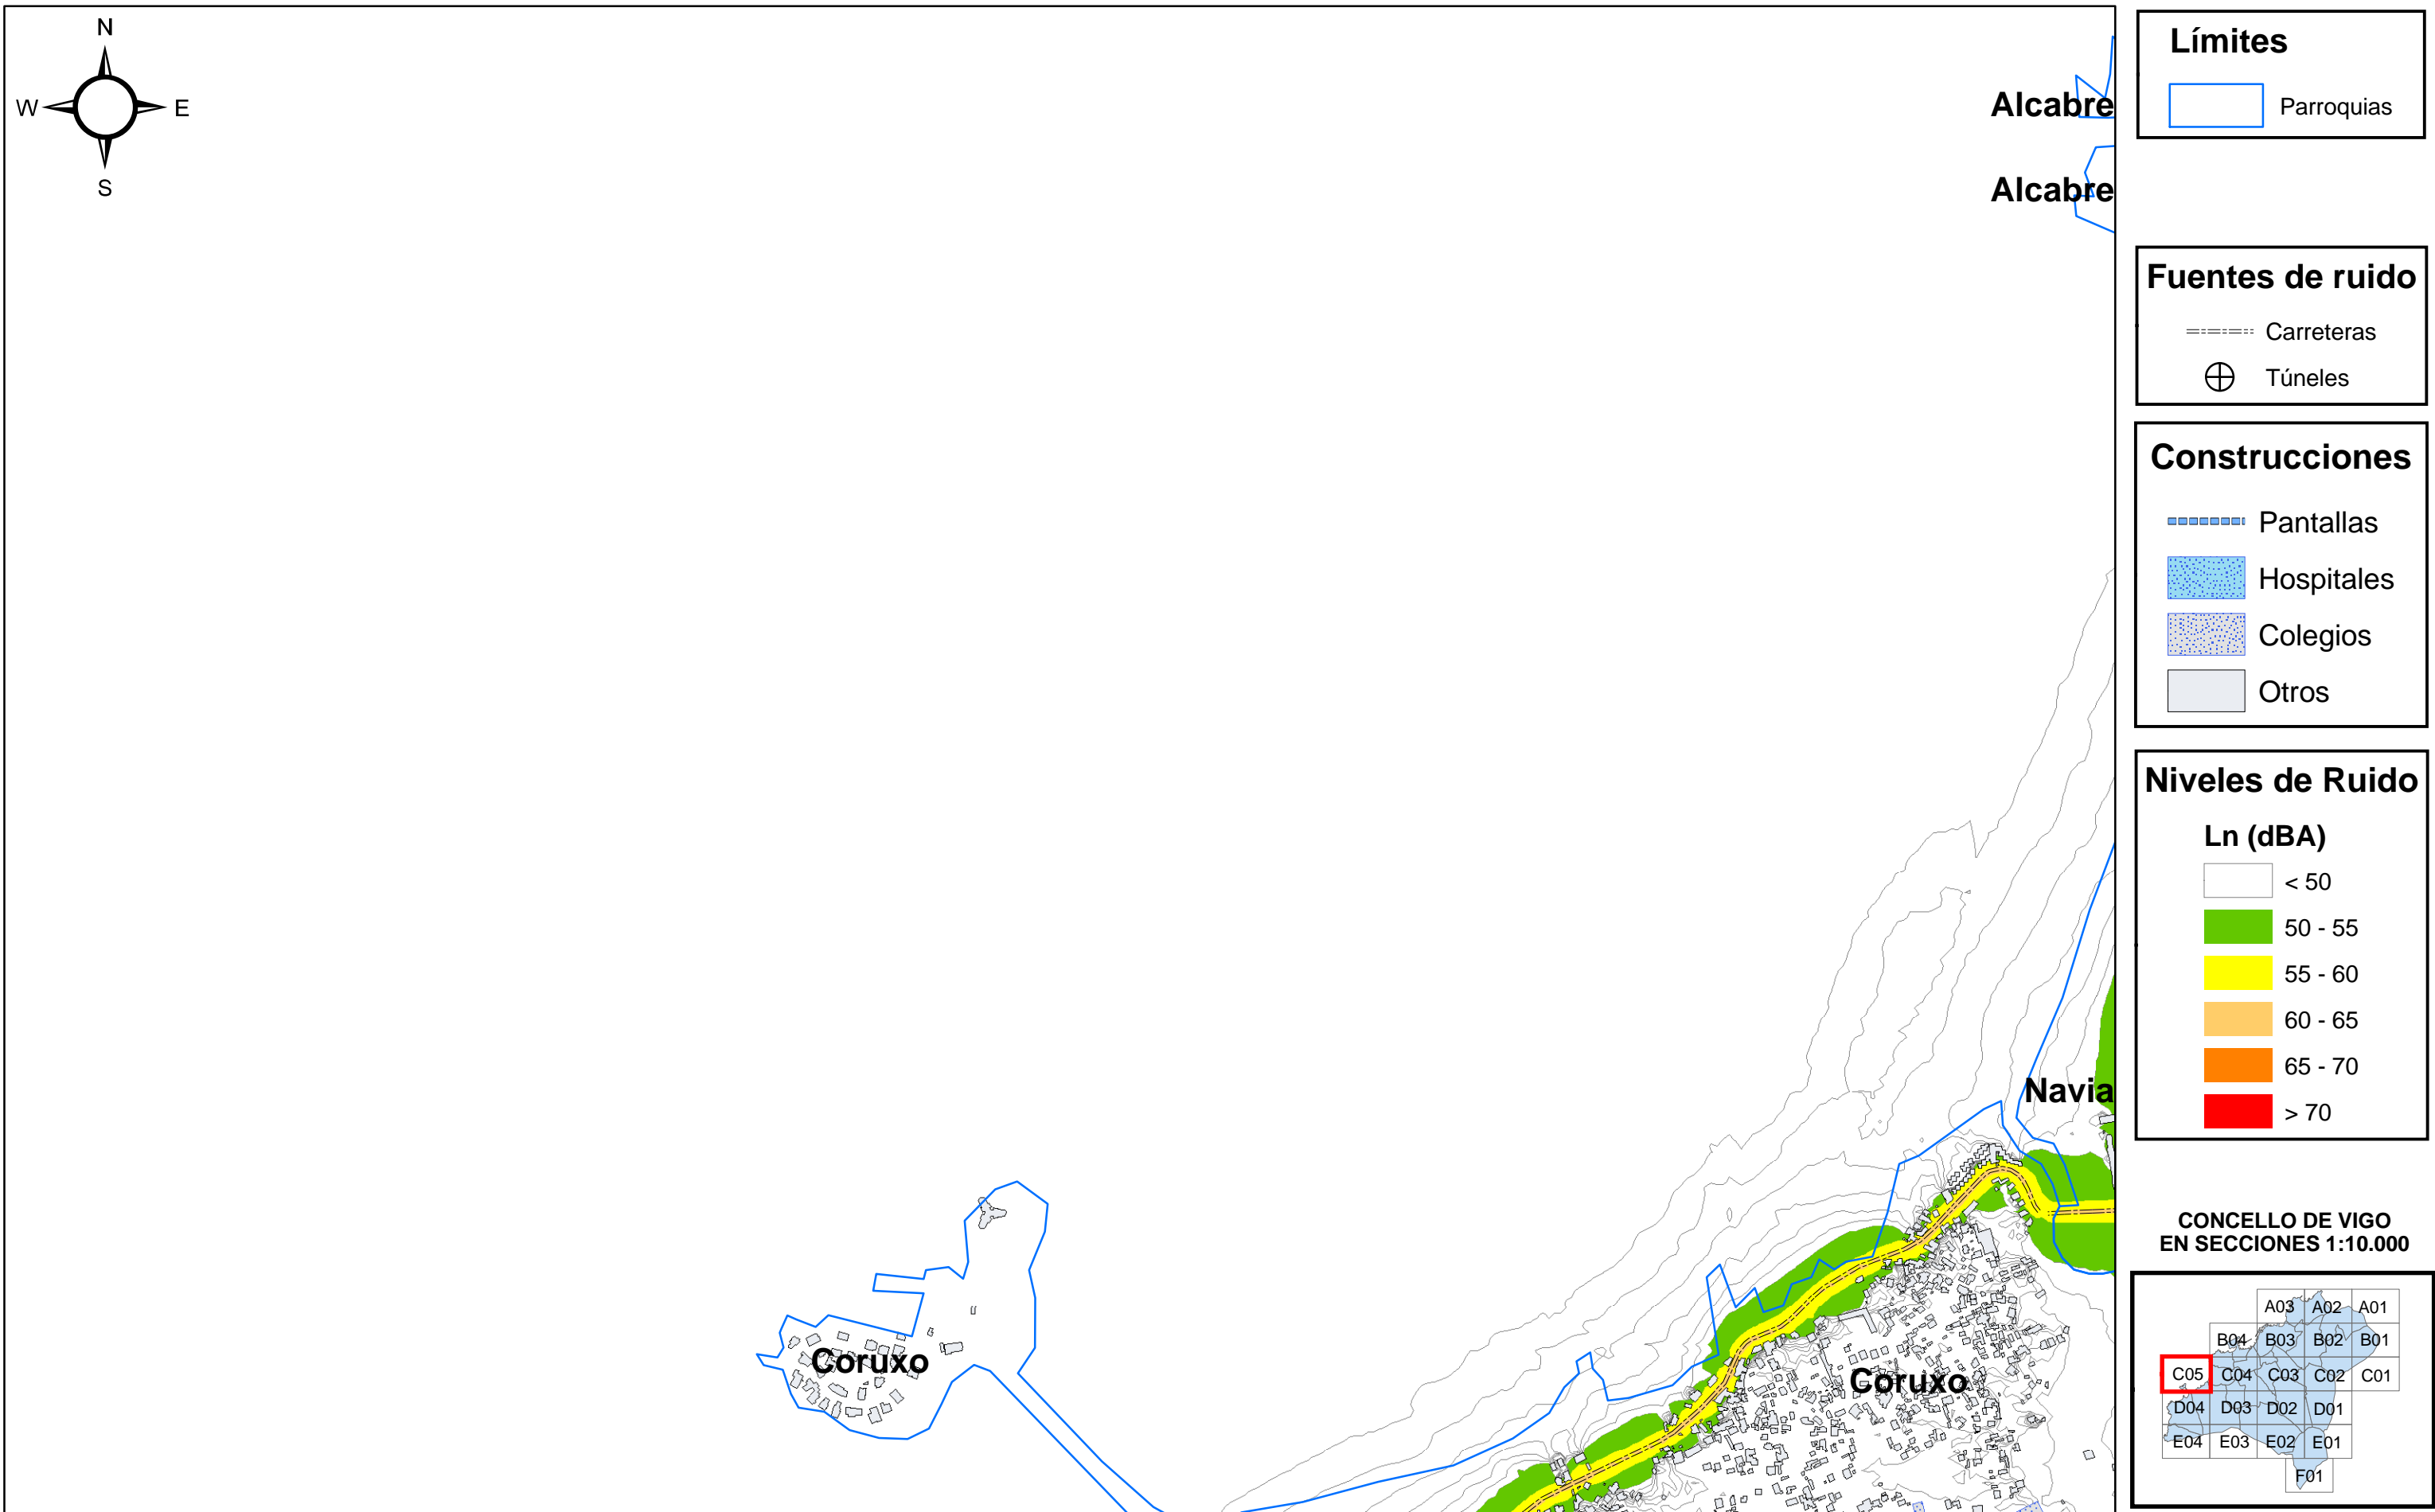 N
W
E
S
Alcabre
Alcabre
Navia
Coruxo
Coruxo
Límites
Parroquias
Fuentes de ruido
Carreteras
Túneles
Construcciones
Pantallas
Hospitales
Colegios
Otros
Niveles de Ruido
Ln (dBA)
< 50
50 - 55
55 - 60
60 - 65
65 - 70
> 70
CONCELLO DE VIGO
EN SECCIONES 1:10.000
A03 A02 A01
B04 B03 B02 B01
C05 C04 C03 C02 C01
D04 D03 D02 D01
E04 E03 E02 E01
F01